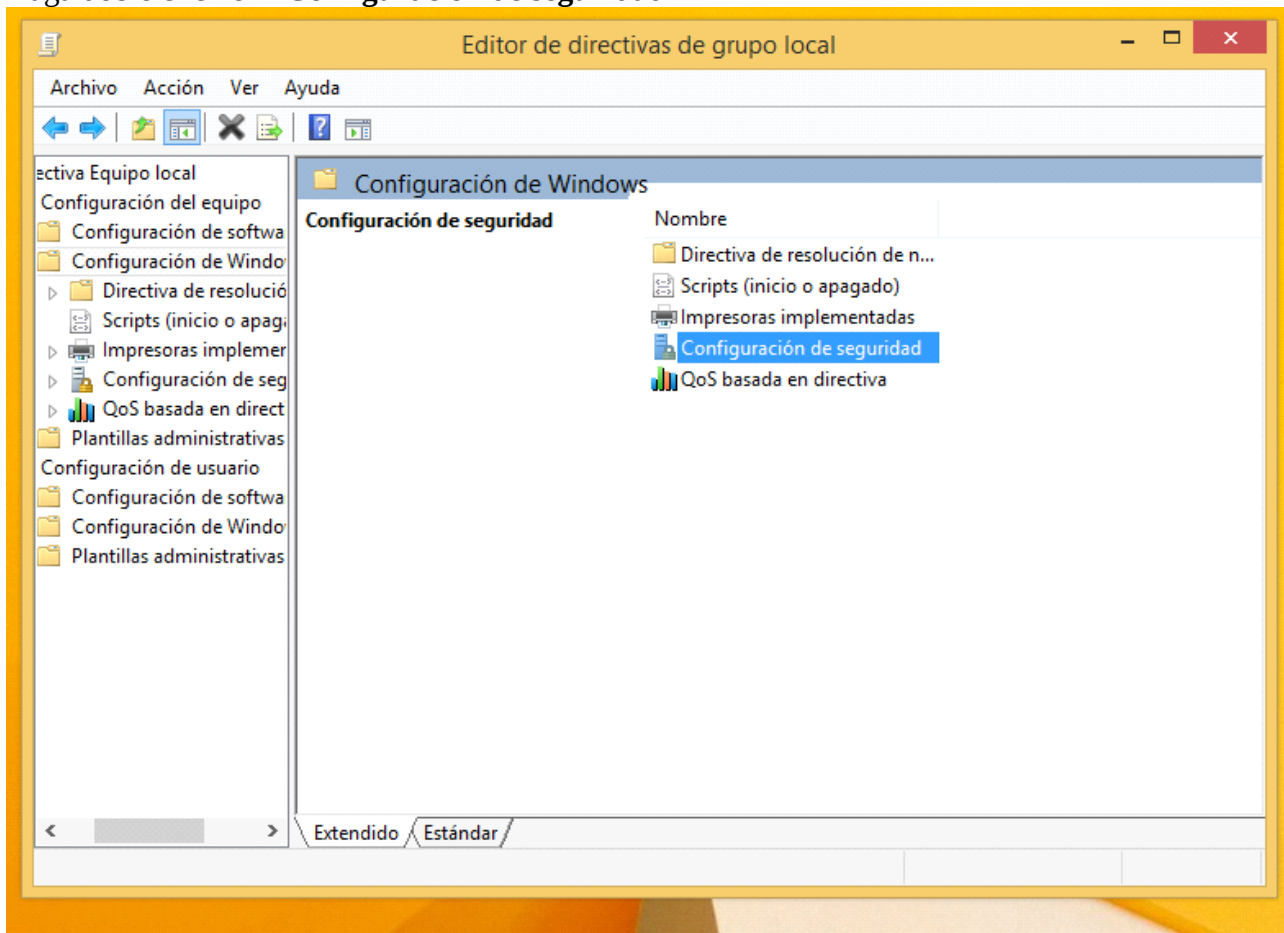 Editor de directivas de grupo local
Archivo Acción Ver Ayuda
ectiva Equipo local
Configuración del equipo
Configuración de softwa
Configuración de Windo
Directiva de resolució
Scripts (inicio o apag
Impresoras implemer
Configuración de seg
QoS basada en direct
Plantillas administrativas
Configuración de usuario
Configuración de softwa
Configuración de Windo
Plantillas administrativas
Configuración de Windows
Configuración de seguridad
Nombre
Directiva de resolución de n...
Scripts (inicio o apagado)
Impresoras implementadas
Configuración de seguridad
QoS basada en directiva
Extendido Estándar